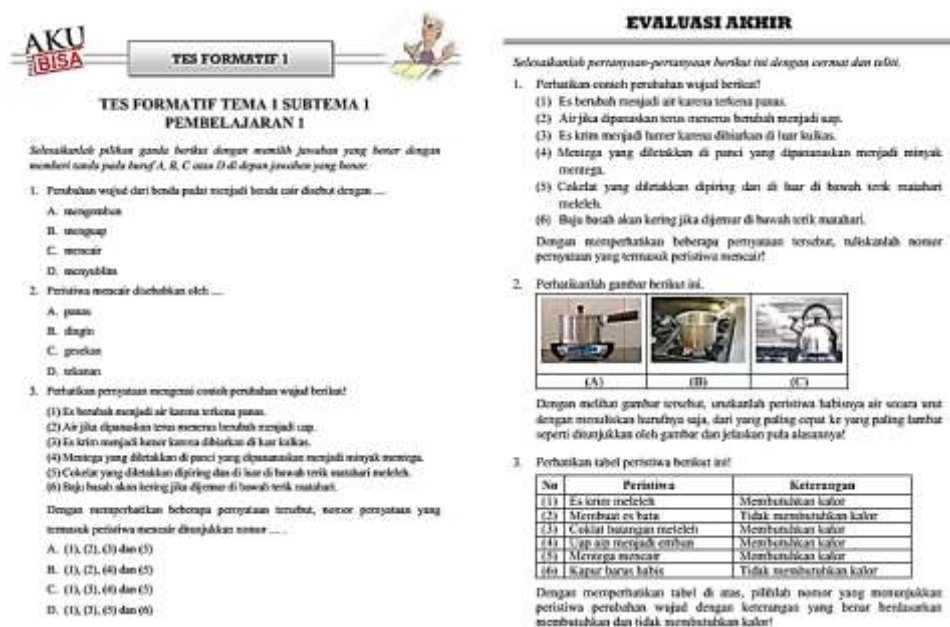 AKU
BISA
TES FORMATIF 1
TES FORMATIF TEMA 1 SUBTEMA 1
PEMBELAJARAN 1
Selesaikanlah pilihan ganda berikut dengan memilih jawaban yang benar dengan
memberi tanda pada huruf A, B, C atau D di depan jawaban yang benar.
1. Perubahan wujud dari benda padat menjadi benda cair disebut dengan ....
A. mengembun
B. menguap
C. mencair
D. menyublim
2. Peristiwa mencair disebabkan oleh ....
A. panas
B. dingin
C. gesekan
D. tekanan
3. Perhatikan pernyataan mengenai contoh perubahan wujud berikut!
(1) Es berubah menjadi air karena terkena panas.
(2) Air jika dipanaskan terus menerus berubah menjadi uap.
(3) Es krim menjadi lumer karena dibiarkan di luar kulkas.
(4) Mentega yang diletakkan di panci yang dipananaskan menjadi minyak mentega.
(5) Cokelat yang diletakkan dipiring dan di luar di bawah terik matahari meleleh.
(6) Baju basah akan kering jika dijemur di bawah terik matahari.
Dengan memperhatikan beberapa pernyataan tersebut, nomor pernyataan yang
termasuk peristiwa mencair ditunjukkan nomor .... .
A. (1), (2), (3) dan (5)
B. (1), (2), (4) dan (5)
C. (1), (3), (4) dan (5)
D. (1), (3), (5) dan (6)
EVALUASI AKHIR
Selesaikanlah pertanyaan-pertanyaan berikut ini dengan cermat dan teliti.
1. Perhatikan contoh perubahan wujud berikut!
(1) Es berubah menjadi air karena terkena panas.
(2) Air jika dipanaskan terus menerus berubah menjadi uap.
(3) Es krim menjadi lumer karena dibiarkan di luar kulkas.
(4) Mentega yang diletakkan di panci yang dipananaskan menjadi minyak
mentega.
(5) Cokelat yang diletakkan dipiring dan di luar di bawah terik matahari
meleleh.
(6) Baju basah akan kering jika dijemur di bawah terik matahari.
Dengan memperhatikan beberapa pernyataan tersebut, tuliskanlah nomor
pernyataan yang termasuk peristiwa mencair!
2. Perhatikanlah gambar berikut ini.
(A) (B) (C)
Dengan melihat gambar tersebut, urutkanlah peristiwa habisnya air secara urut
dengan menuliskan hurufnya saja, dari yang paling cepat ke yang paling lambat
seperti ditunjukkan oleh gambar dan jelaskan pula alasannya!
3. Perhatikan tabel peristiwa berikut ini!
No Peristiwa Keterangan
(1) Es krim meleleh Membutuhkan kalor
(2) Membuat es batu Tidak membutuhkan kalor
(3) Coklat batangan meleleh Membutuhkan kalor
(4) Uap air menjadi embun Membutuhkan kalor
(5) Mentega mencair Membutuhkan kalor
(6) Kapur barus habis Tidak membutuhkan kalor
Dengan memperhatikan tabel di atas, pilihlah nomor yang menunjukkan
peristiwa perubahan wujud dengan keterangan yang benar berdasarkan
membutuhkan dan tidak membutuhkan kalor!